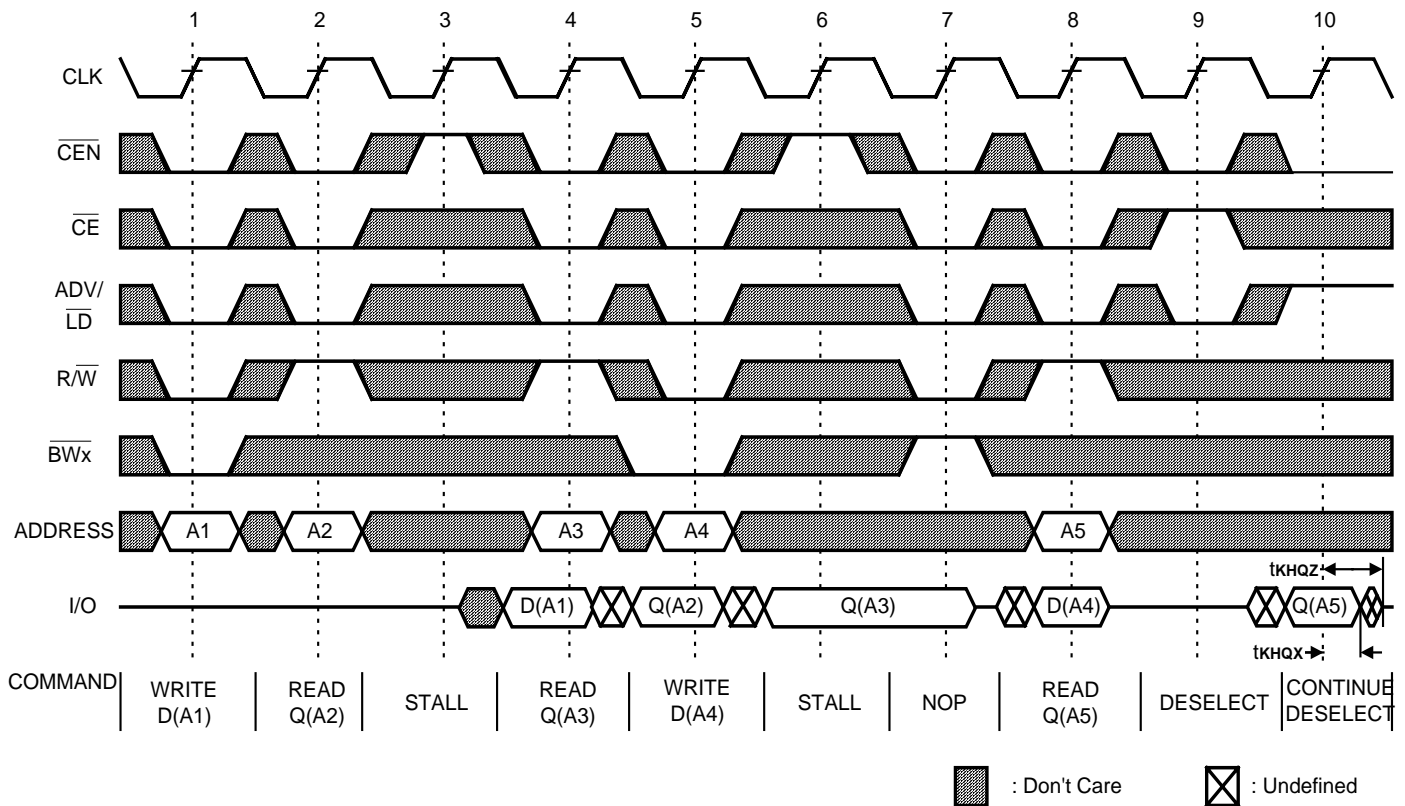 1 2 3 4 5 6 7 8 9 10
CLK
CEN
CE
ADV/
LD
R/W
BWx
ADDRESS A1 A2 A3 A4 A5
tKHQZ
I/O D(A1) Q(A2) Q(A3) D(A4) Q(A5)
tKHQX
COMMAND WRITE READ STALL READ WRITE STALL NOP READ DESELECT CONTINUE
D(A1) Q(A2) Q(A3) D(A4) Q(A5) DESELECT
: Don't Care : Undefined